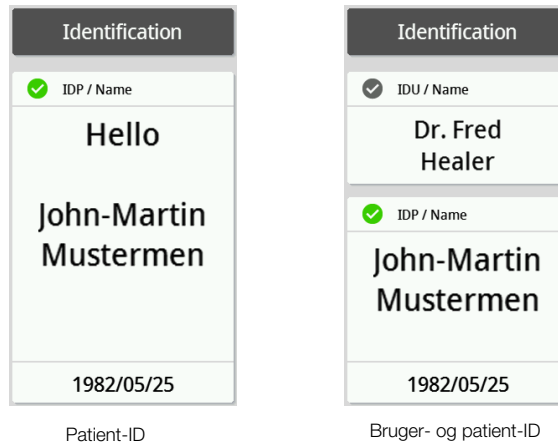 Identification
IDP / Name
Hello
John-Martin
Mustermen
1982/05/25
Patient-ID
Identification
IDU / Name
Dr. Fred
Healer
IDP / Name
John-Martin
Mustermen
1982/05/25
Bruger- og patient-ID